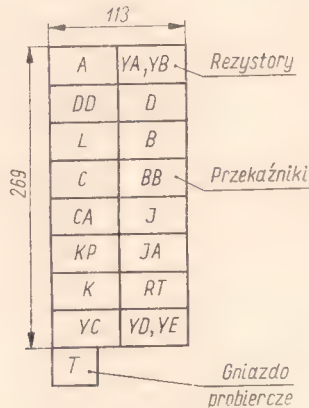 113
A YA,YB Rezystory
DD D
L B
269
C BB Przekaźniki
CA J
KP JA
K RT
YC YD,YE
T
Gniazdo
probiercze